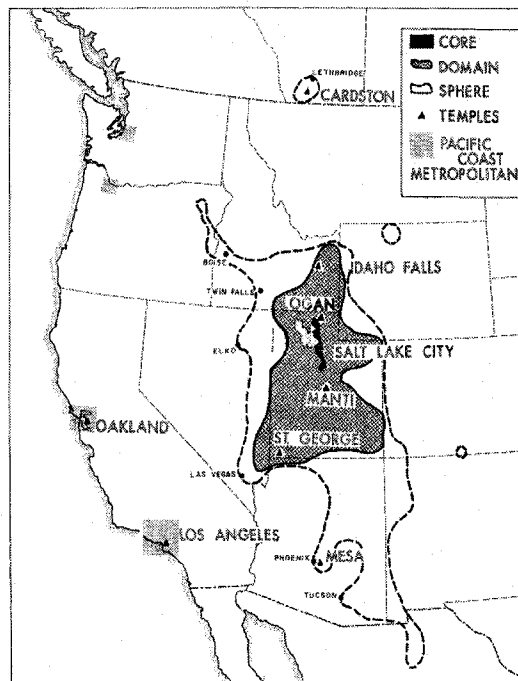 CORE
DOMAIN
SPHERE
TEMPLES
PACIFIC
COAST
METROPOLITAN
LETHBRIDGE
CARDSTON
BOISE
IDAHO FALLS
TWIN FALLS
LOGAN
ELKO
SALT LAKE CITY
MANTI
OAKLAND
ST. GEORGE
LAS VEGAS
LOS ANGELES
PHOENIX
MESA
TUCSON